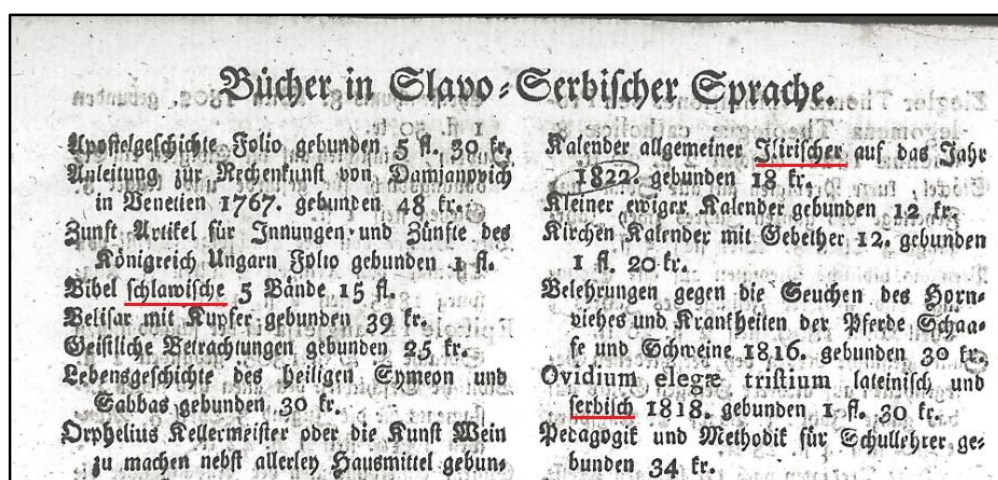 Bücher in Slavo-Serbischer Sprache.
Apostelgeschichte Folio gebunden 5 fl. 30 kr.
Anleitung zur Rechenkunst von Damjanovich
in Venetien 1767. gebunden 48 kr.
Zunft Artikel für Innungen und Zünfte des
Königreich Ungarn Folio gebunden 1 fl.
Bibel schlawische 5 Bände 15 fl.
Belisar mit Kupfer gebunden 39 kr.
Geistliche Betrachtungen gebunden 25 kr.
Lebensgeschichte des heiligen Symeon und
Sabbas gebunden 30 kr.
Orphelius Kellermeister oder die Kunst Wein
zu machen nebst allerley Hausmittel gebun-
Kalender allgemeiner Ilirischer auf das Jahr
1822 gebunden 18 kr.
Kleiner ewiger Kalender gebunden 12 kr.
Kirchen Kalender mit Gebether 12. gebunden
1 fl. 20 kr.
Belehrungen gegen die Seuchen des Horn-
viehes und Krankheiten der Pferde, Schaa-
fe und Schweine 1816. gebunden 30 kr.
Ovidium elegæ tristium lateinisch und
serbisch 1818. gebunden 1 fl. 30 kr.
Pedagogik und Methodik für Schullehrer ge-
bunden 34 kr.